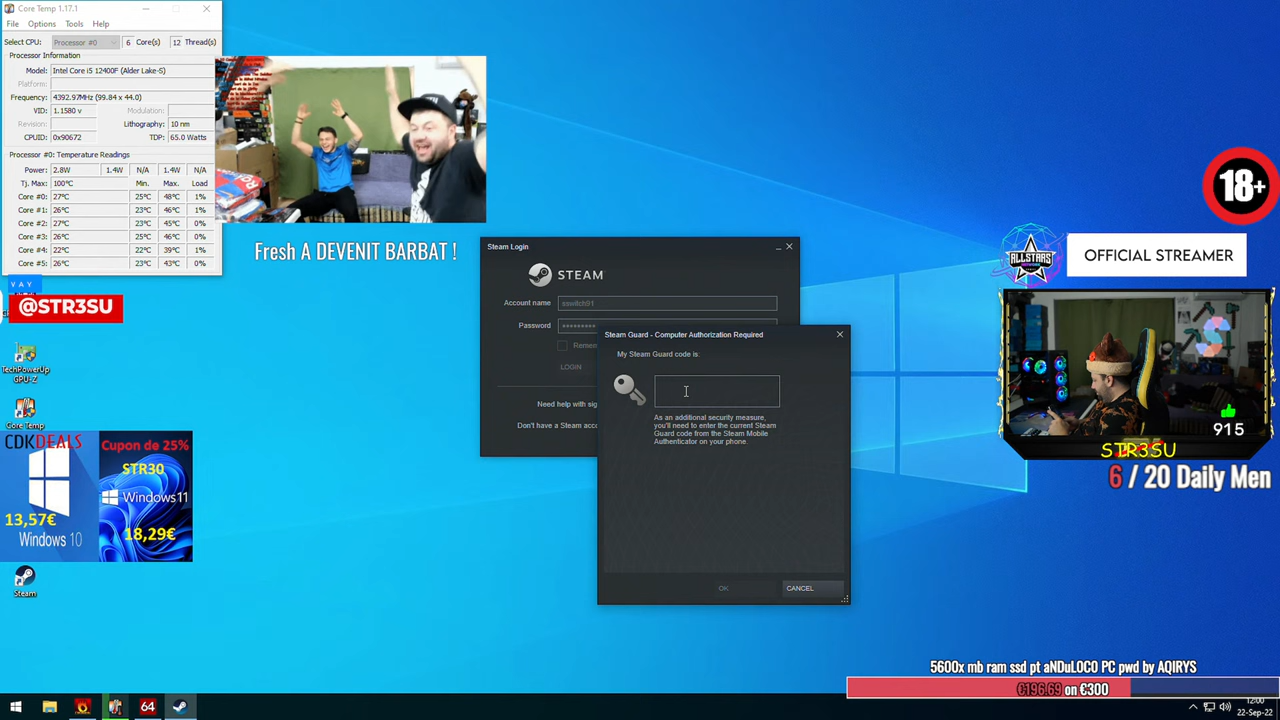 Core Temp 1.17.1
File Options Tools Help
Select CPU: Processor #0 6 Core(s) 12 Thread(s)
Processor Information
Model: Intel Core i5 12400F (Alder Lake-S)
Platform:
Frequency: 4392.97MHz (99.84 x 44.0)
VID: 1.1580 v Modulation:
Revision: Lithography: 10 nm
CPUID: 0x90672 TDP: 65.0 Watts
Processor #0: Temperature Readings
Power: 2.8W 1.4W N/A 1.4W N/A
Tj. Max: 100°C Min. Max. Load
Core #0: 27°C 25°C 48°C 1%
Core #1: 26°C 23°C 46°C 1%
Core #2: 27°C 23°C 45°C 0%
Core #3: 26°C 25°C 46°C 0%
Core #4: 22°C 22°C 39°C 1%
Core #5: 26°C 23°C 43°C 0%
Fresh A DEVENIT BARBAT !
VAY
@STR3SU
TechPowerUp
GPU-Z
Core Temp
CDKDEALS
Cupon de 25%
STR30
Windows11
13,57€
18,29€
Windows 10
Steam
Steam Login
STEAM
Account name sswitch91
Password *********
LOGIN
Need help with sig
Don't have a Steam acco
Steam Guard - Computer Authorization Required
My Steam Guard code is:
As an additional security measure,
you'll need to enter the current Steam
Guard code from the Steam Mobile
Authenticator on your phone.
OK CANCEL
18+
ALLSTARS
OFFICIAL STREAMER
915
STR3SU
6 / 20 Daily Men
5600x mb ram ssd pt aNDuLOCO PC pwd by AQIRYS
€196.69 on €300
64
12:00
22-Sep-22